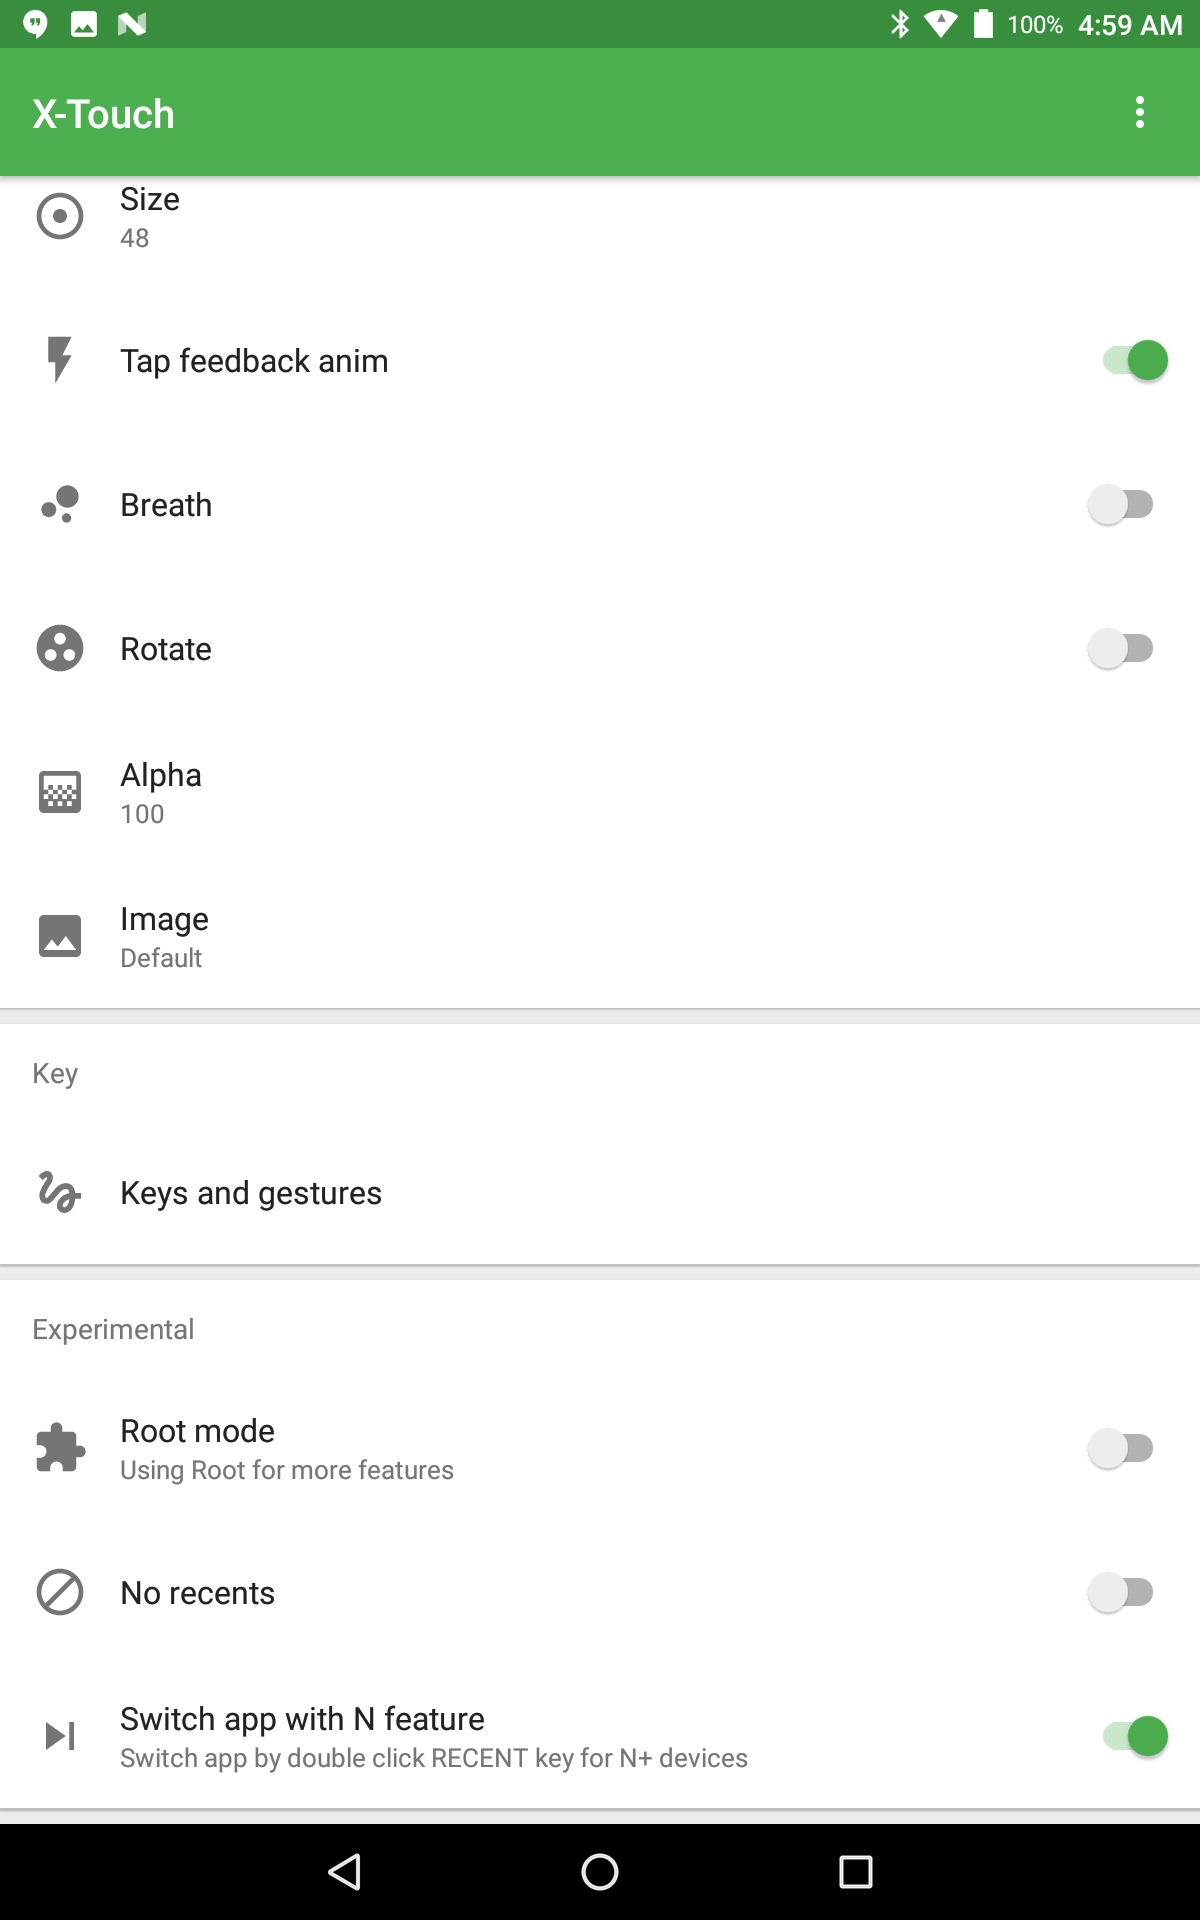 100% 4:59 AM
X-Touch
Size
48
Tap feedback anim
Breath
Rotate
Alpha
100
Image
Default
Key
Keys and gestures
Experimental
Root mode
Using Root for more features
No recents
Switch app with N feature
Switch app by double click RECENT key for N+ devices